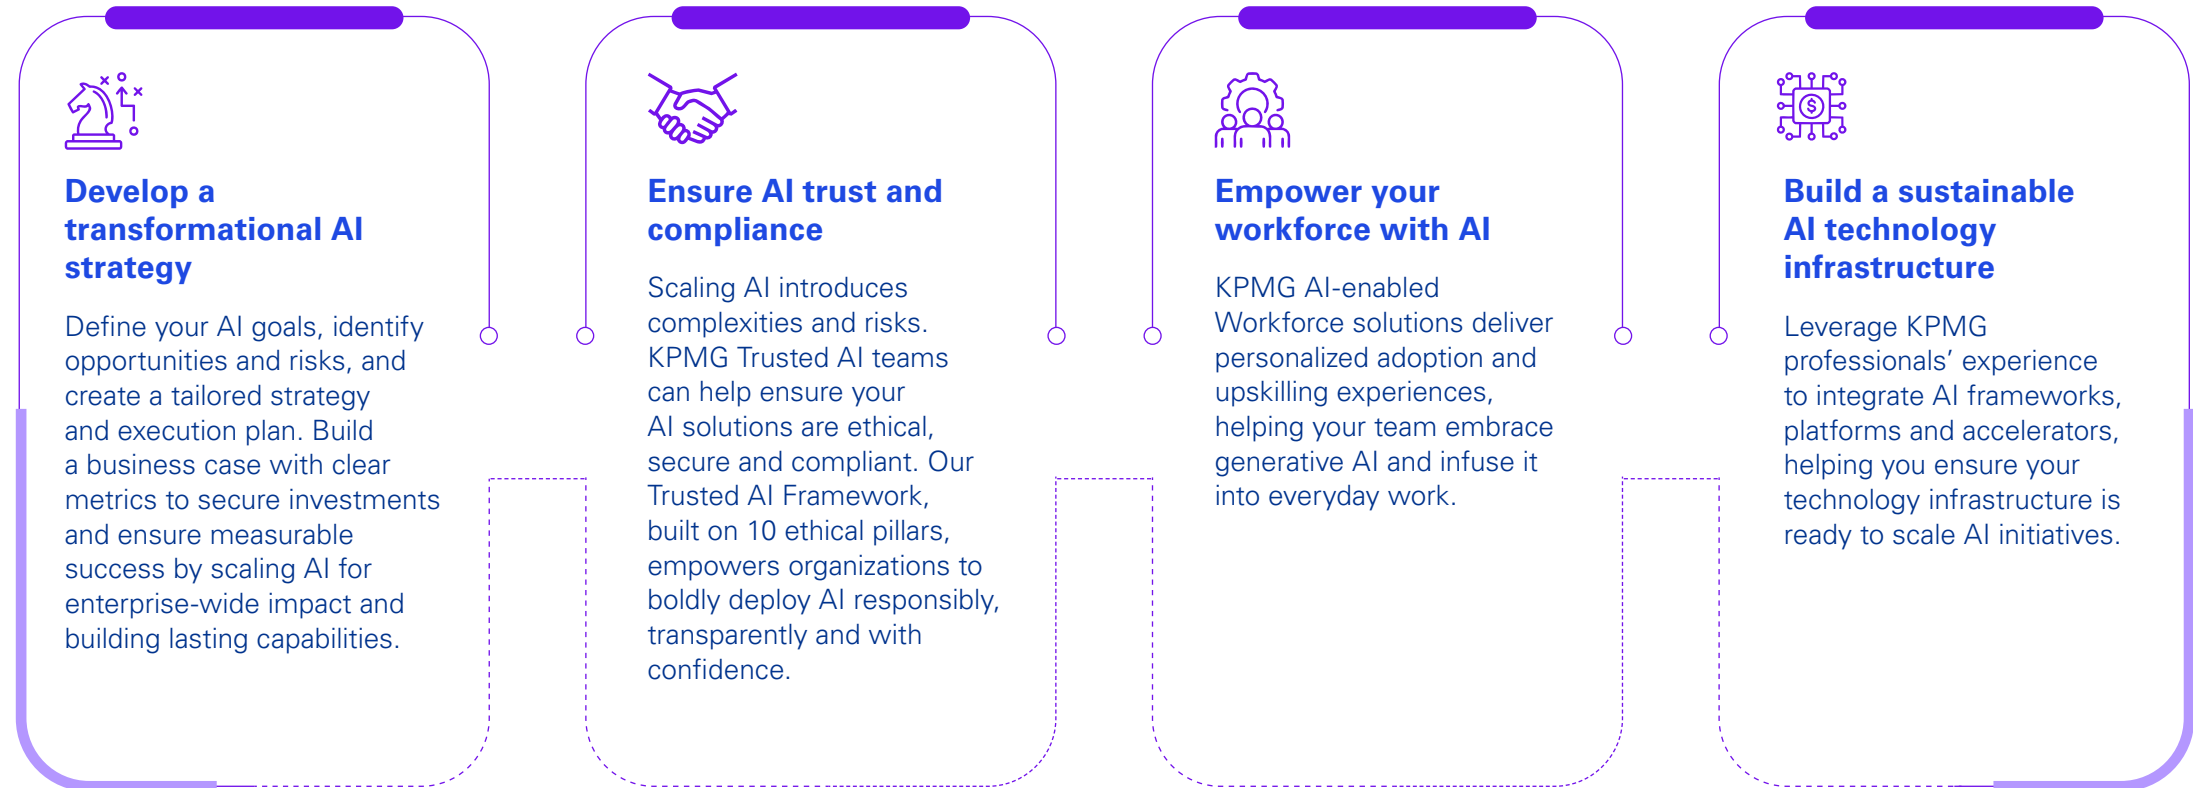 Develop a
transformational AI
strategy
Define your AI goals, identify
opportunities and risks, and
create a tailored strategy
and execution plan. Build
a business case with clear
metrics to secure investments
and ensure measurable
success by scaling AI for
enterprise-wide impact and
building lasting capabilities.
Ensure AI trust and
compliance
Scaling AI introduces
complexities and risks.
KPMG Trusted AI teams
can help ensure your
AI solutions are ethical,
secure and compliant. Our
Trusted AI Framework,
built on 10 ethical pillars,
empowers organizations to
boldly deploy AI responsibly,
transparently and with
confidence.
Empower your
workforce with AI
KPMG AI-enabled
Workforce solutions deliver
personalized adoption and
upskilling experiences,
helping your team embrace
generative AI and infuse it
into everyday work.
$
Build a sustainable
AI technology
infrastructure
Leverage KPMG
professionals’ experience
to integrate AI frameworks,
platforms and accelerators,
helping you ensure your
technology infrastructure is
ready to scale AI initiatives.